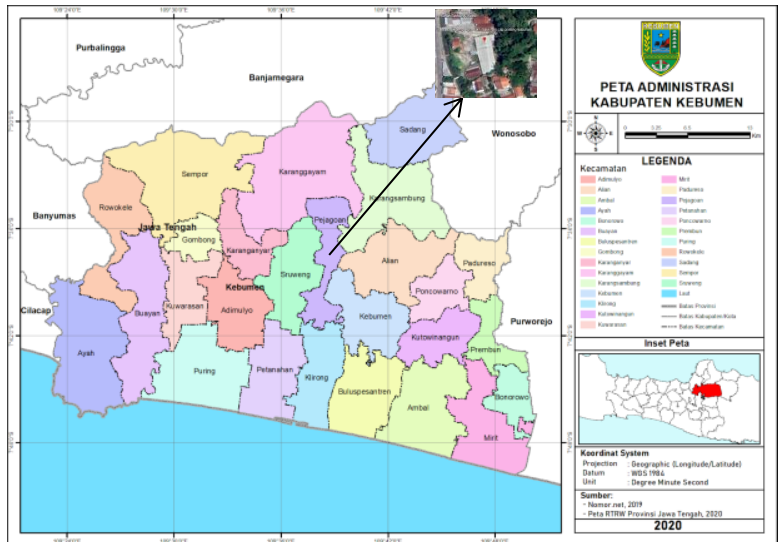 PETA ADMINISTRASI
KABUPATEN KEBUMEN
Km
LEGENDA
Kecamatan
Adimulyo
Alian
Ambal
Ayah
Bonorowo
Buayan
Buluspesantren
Gombong
Karanganyar
Karanggayam
Karangsambung
Kebumen
Klirong
Kutowinangun
Kuwarasan
Mirit
Padureso
Pejagoan
Petanahan
Poncowarno
Prembun
Puring
Rowokele
Sadang
Sempor
Sruweng
Laut
Batas Provinsi
Batas Kabupaten/Kota
Batas Kecamatan
Inset Peta
Koordinat System
Projection : Geographic (Longitude/Latitude)
Datum : WGS 1984
Unit : Degree Minute Second
Sumber:
- Nomor.net, 2019
- Peta RTRW Provinsi Jawa Tengah, 2020
2020
Purbalingga
Banjarnegara
Wonosobo
Banyumas
Jawa Tengah
Cilacap
Kebumen
Purworejo
Sadang
Sempor
Karanggayam
Karangsambung
Rowokele
Pejagoan
Gombong
Karanganyar
Alian
Padureso
Sruweng
Poncowarno
Kuwarasan
Adimulyo
Buayan
Kebumen
Kutowinangun
Ayah
Prembun
Puring
Petanahan
Klirong
Buluspesantren
Ambal
Bonorowo
Mirit